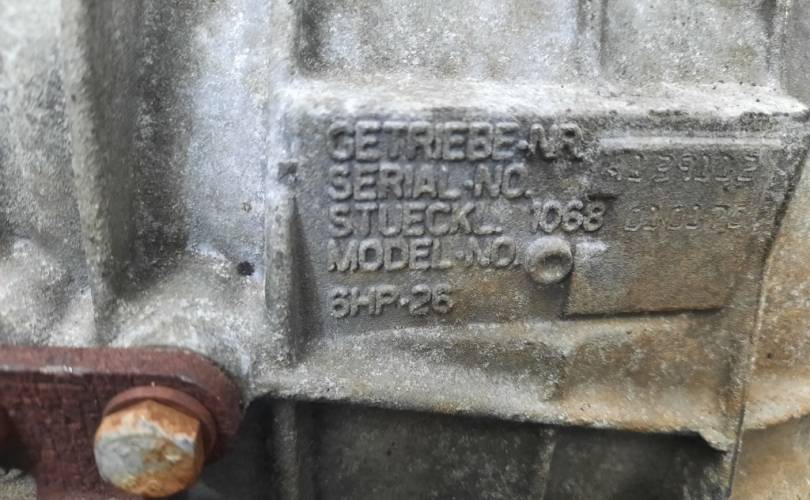 GETRIEBE-NR.
SERIAL-NO.
STUECKL. 1068
MODEL-NO.
6HP-26